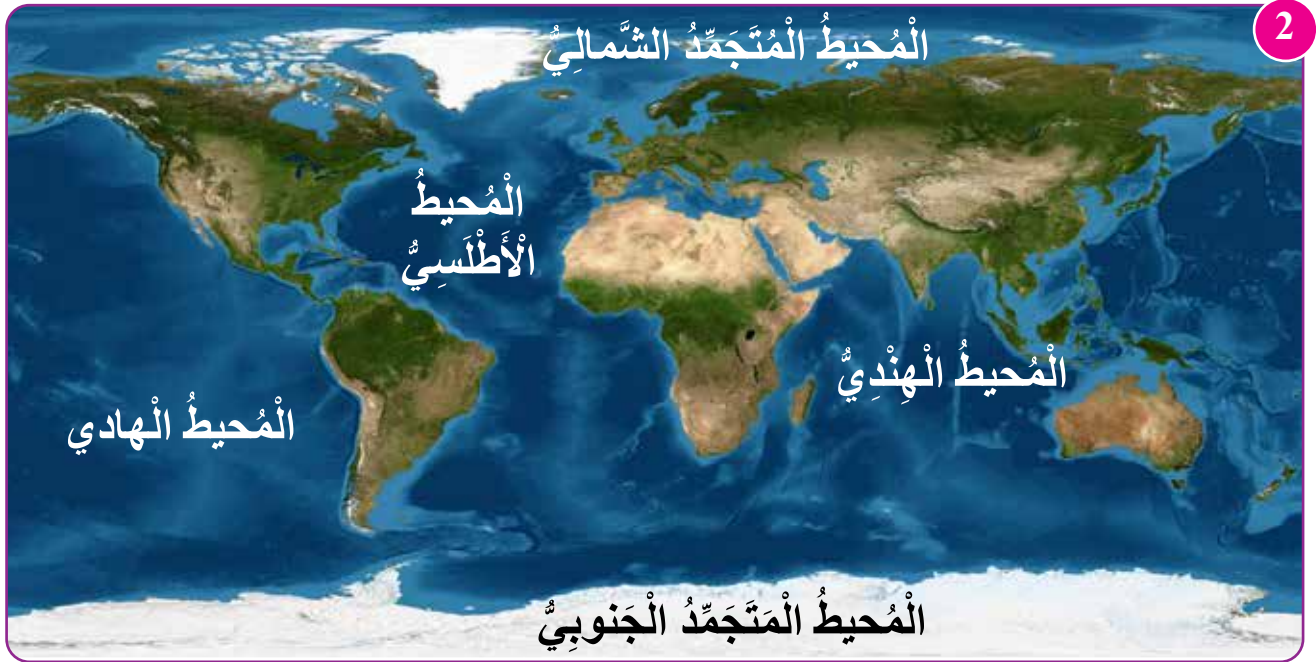 2
الْمُحيطُ الْمُتَجَمِّدُ الشَّمالِيُّ
الْمُحيطُ
الْأَطْلَسِيُّ
الْمُحيطُ الْهِنْدِيُّ
الْمُحيطُ الْهادي
الْمُحيطُ الْمَتَجَمِّدُ الْجَنوبِيُّ